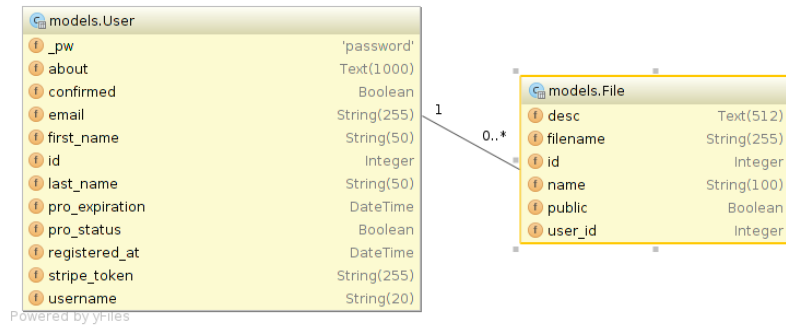 models.User
_pw 'password'
about Text(1000)
confirmed Boolean
email String(255)
first_name String(50)
id Integer
last_name String(50)
pro_expiration DateTime
pro_status Boolean
registered_at DateTime
stripe_token String(255)
username String(20)
1
0..*
models.File
desc Text(512)
filename String(255)
id Integer
name String(100)
public Boolean
user_id Integer
Powered by yFiles